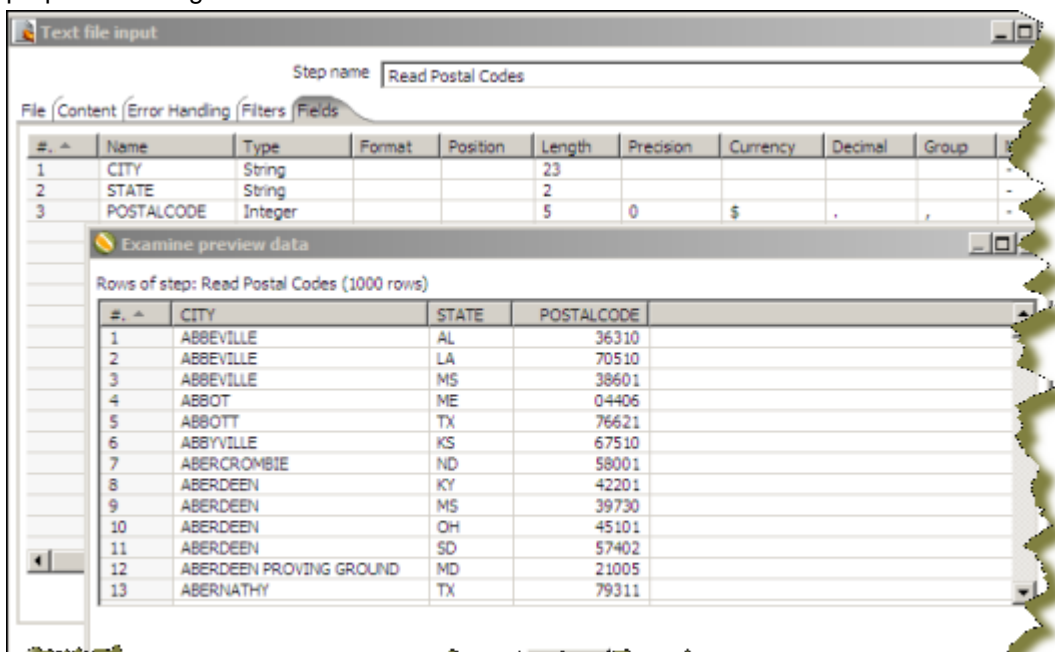 Text file input
Step name Read Postal Codes
File Content Error Handling Filters Fields
#. Name Type Format Position Length Precision Currency Decimal Group
1 CITY String 23 -
2 STATE String 2 -
3 POSTALCODE Integer 5 0 $ . , -
Examine preview data
Rows of step: Read Postal Codes (1000 rows)
#. CITY STATE POSTALCODE
1 ABBEVILLE AL 36310
2 ABBEVILLE LA 70510
3 ABBEVILLE MS 38601
4 ABBOT ME 04406
5 ABBOTT TX 76621
6 ABBYVILLE KS 67510
7 ABERCROMBIE ND 58001
8 ABERDEEN KY 42201
9 ABERDEEN MS 39730
10 ABERDEEN OH 45101
11 ABERDEEN SD 57402
12 ABERDEEN PROVING GROUND MD 21005
13 ABERNATHY TX 79311